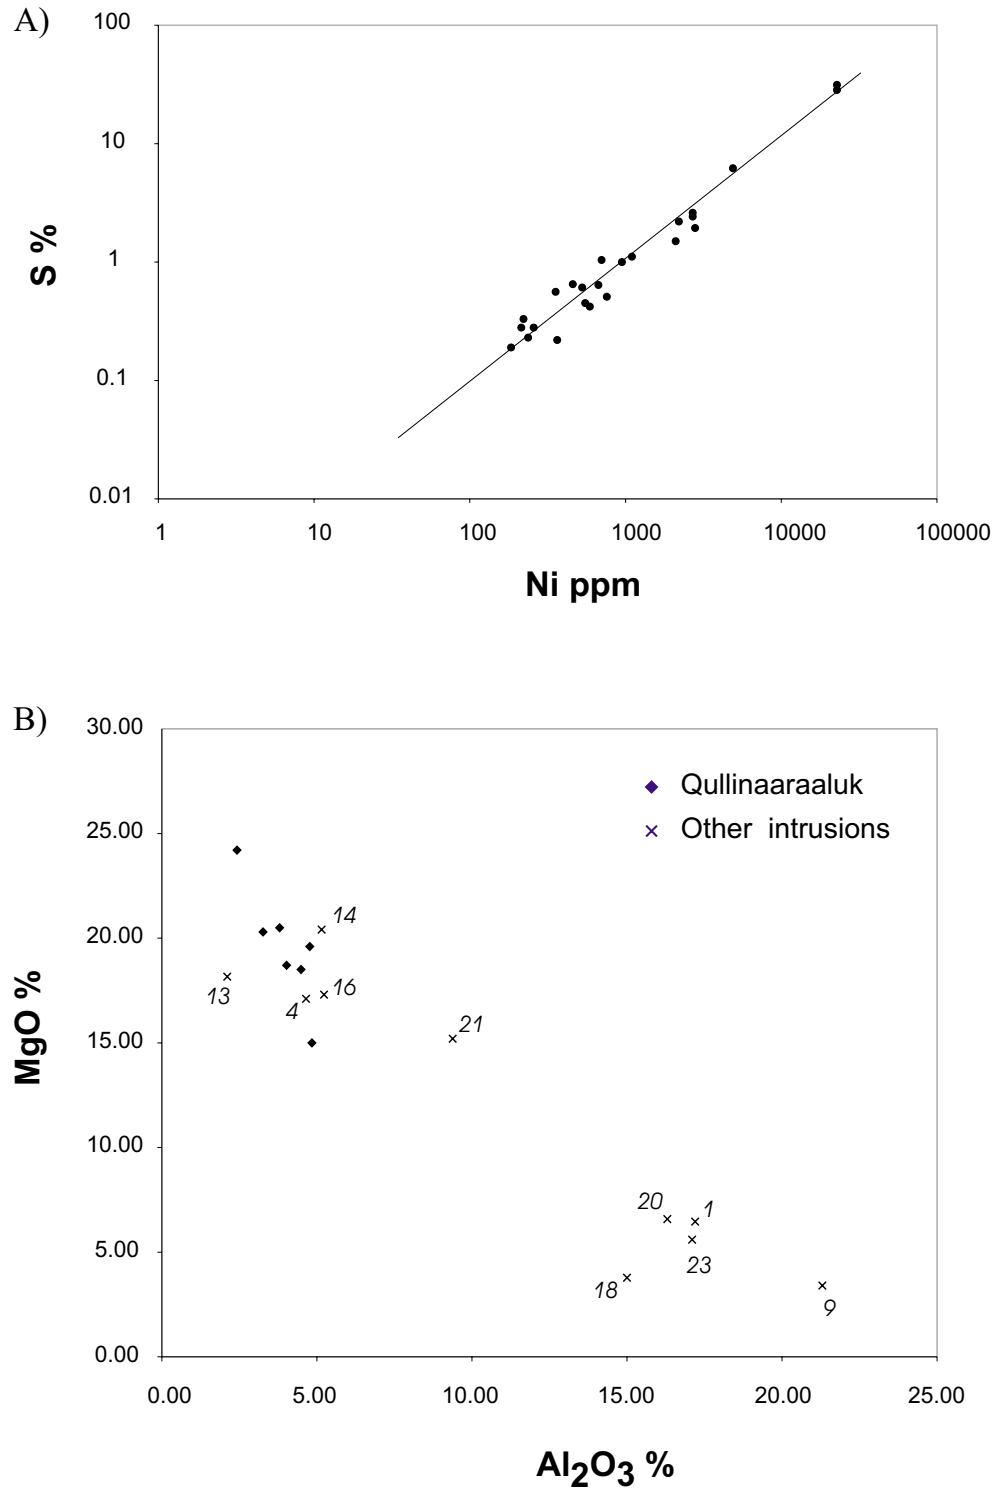 A)
100
10
1
0.1
0.01
S %
1 10 100 1000 10000 100000
Ni ppm
B)
30.00
25.00
20.00
15.00
10.00
5.00
0.00
MgO %
Qullinaaraaluk
Other intrusions
14
13
4
16
21
20
1
23
18
9
0.00 5.00 10.00 15.00 20.00 25.00
Al2O3 %